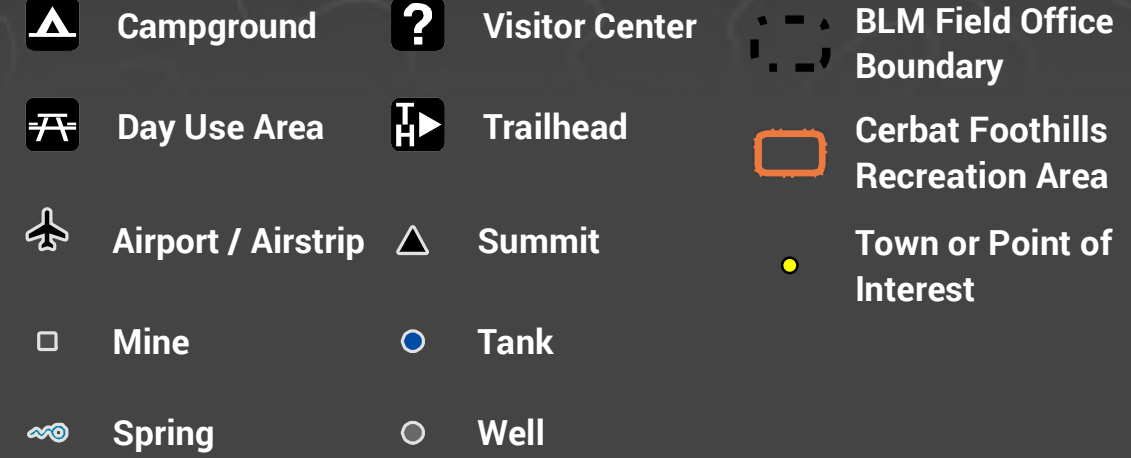 Campground
Day Use Area
Airport / Airstrip
Mine
Spring
?
Visitor Center
TH
Trailhead
Summit
Tank
Well
BLM Field Office
Boundary
Cerbat Foothills
Recreation Area
Town or Point of
Interest